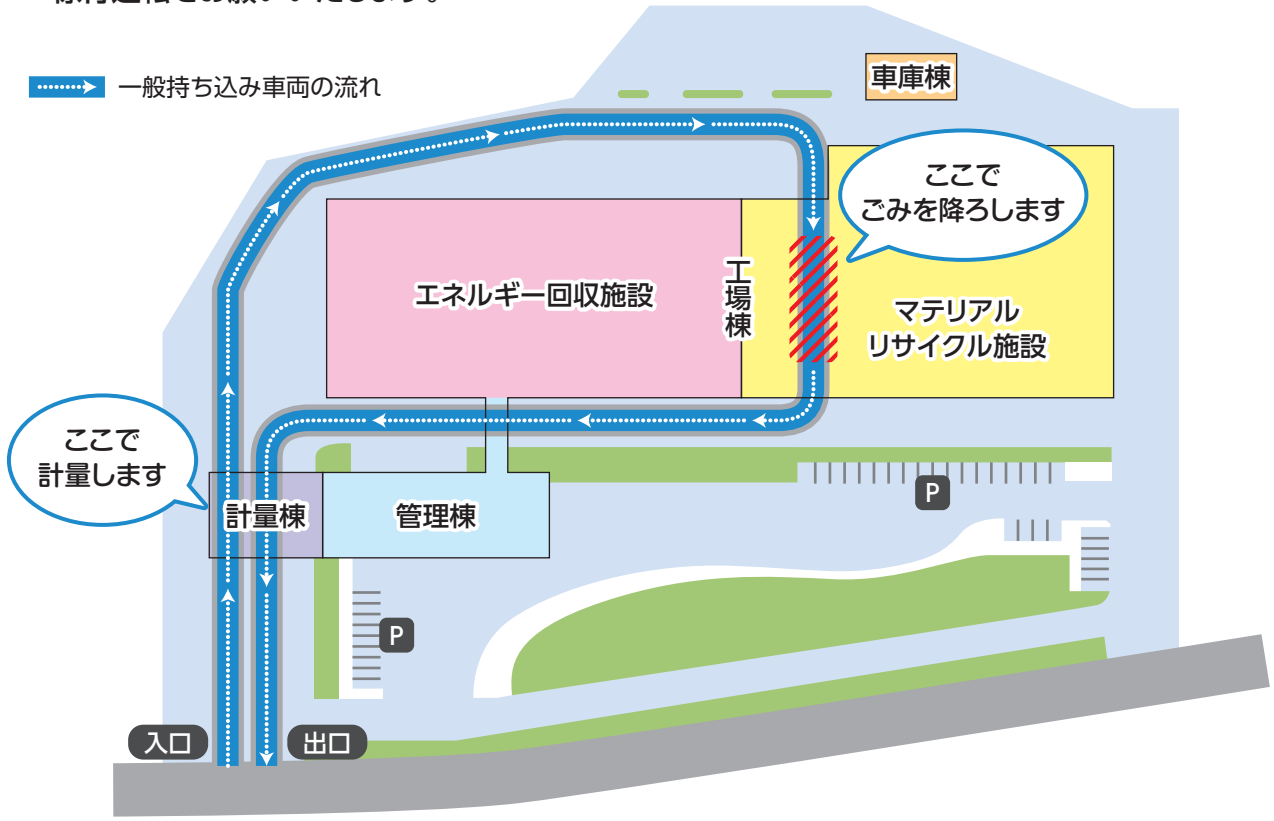 一般持ち込み車両の流れ
車庫棟
ここで
ごみを降ろします
エネルギー回収施設
工場棟
マテリアル
リサイクル施設
ここで
計量します
計量棟
管理棟
P
P
入口
出口